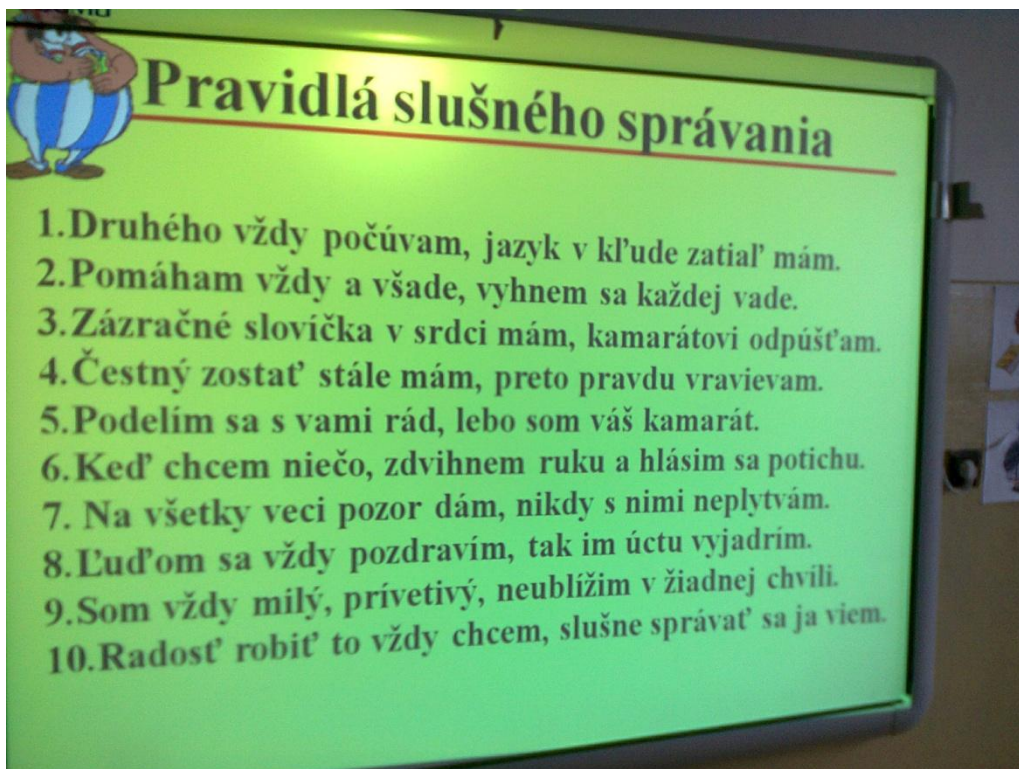 Pravidlá slušného správania
1.Druhého vždy počúvam, jazyk v kľude zatiaľ mám.
2.Pomáham vždy a všade, vyhnem sa každej vade.
3.Zázračné slovíčka v srdci mám, kamarátovi odpúšťam.
4.Čestný zostať stále mám, preto pravdu vravievam.
5.Podelím sa s vami rád, lebo som váš kamarát.
6.Keď chcem niečo, zdvihnem ruku a hlásim sa potichu.
7. Na všetky veci pozor dám, nikdy s nimi neplytvám.
8.Ľuďom sa vždy pozdravím, tak im úctu vyjadrím.
9.Som vždy milý, prívetivý, neublížim v žiadnej chvíli.
10.Radosť robiť to vždy chcem, slušne správať sa ja viem.